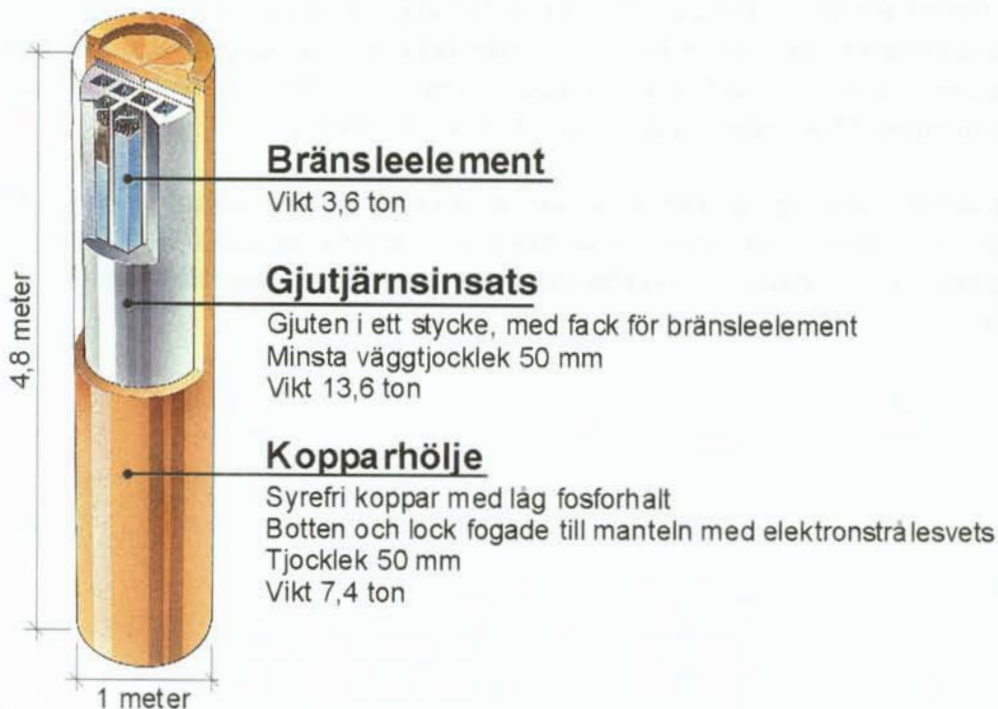 Bränsleelement
Vikt 3,6 ton
Gjutjärnsinsats
Gjuten i ett stycke, med fack för bränsleelement
Minsta väggtjocklek 50 mm
Vikt 13,6 ton
Kopparhölje
Syrefri koppar med låg fosforhalt
Botten och lock fogade till manteln med elektronstrålesvets
Tjocklek 50 mm
Vikt 7,4 ton
4,8 meter
1 meter